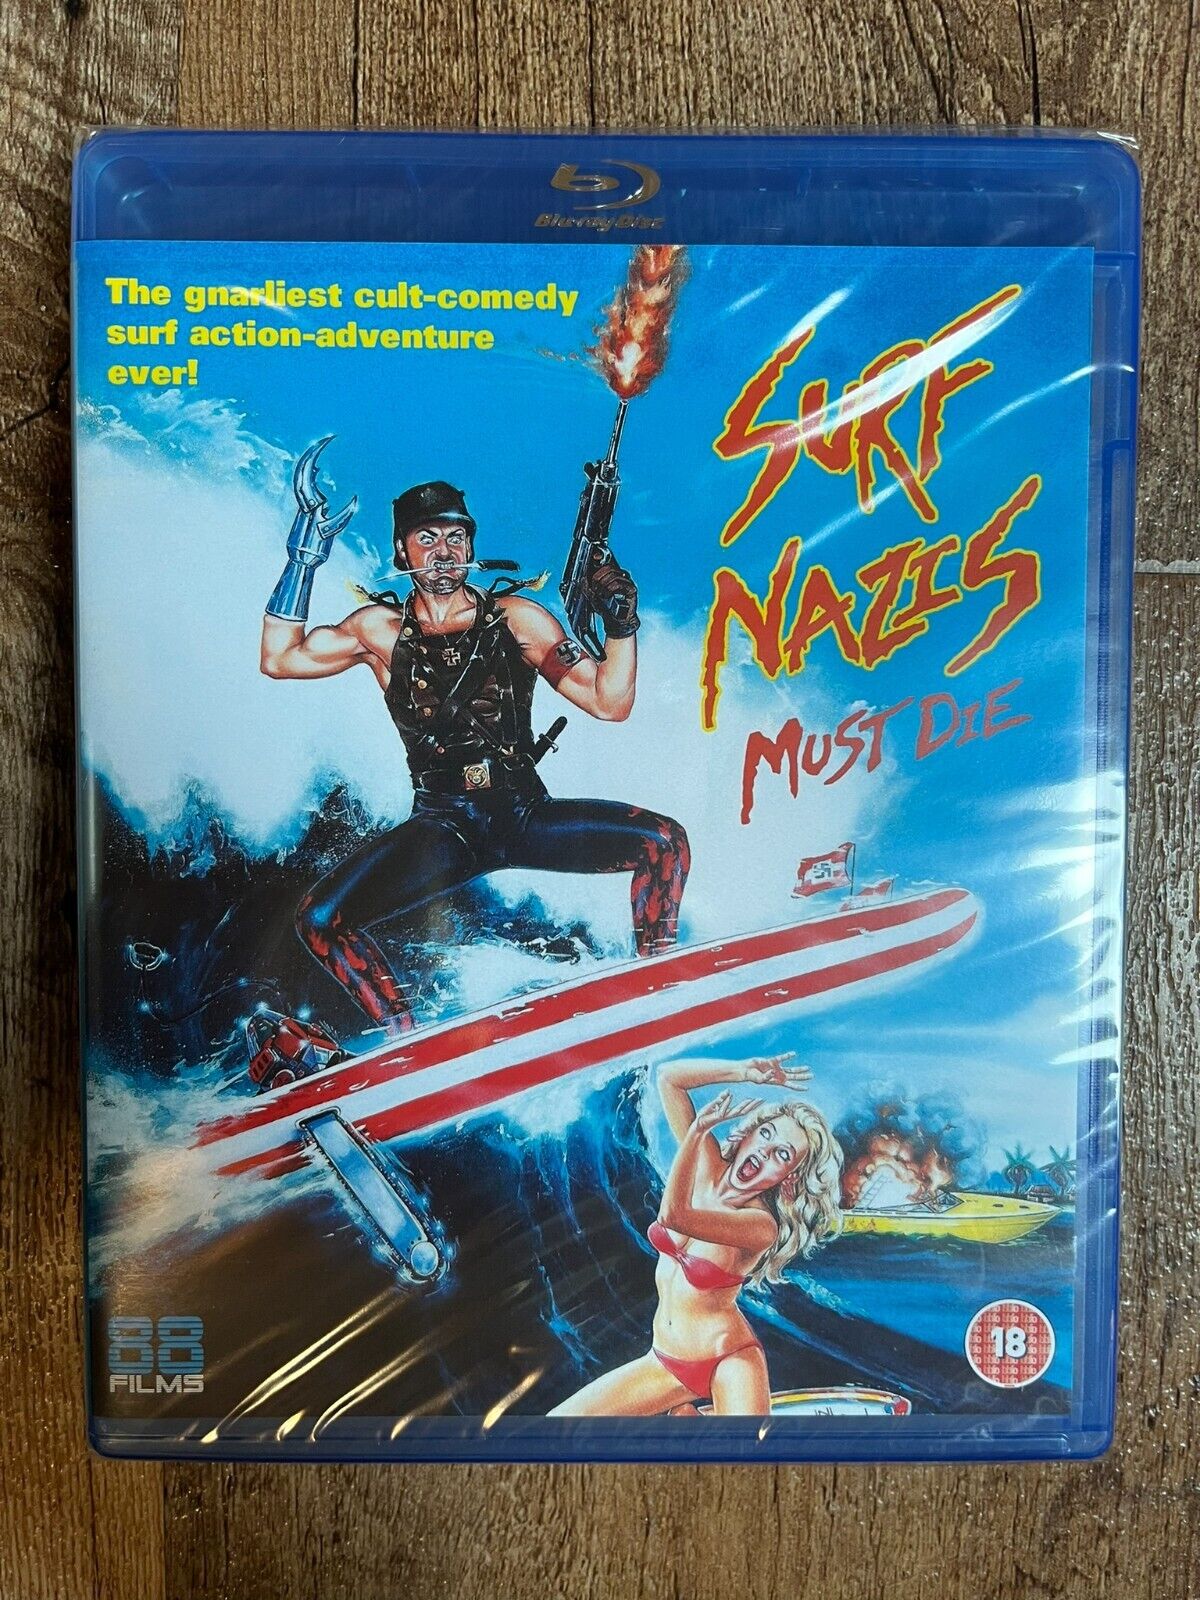 Blu-ray Disc
The gnarliest cult-comedy
surf action-adventure
ever!
SURF
NAZIS
MUST DIE
88
FILMS
18